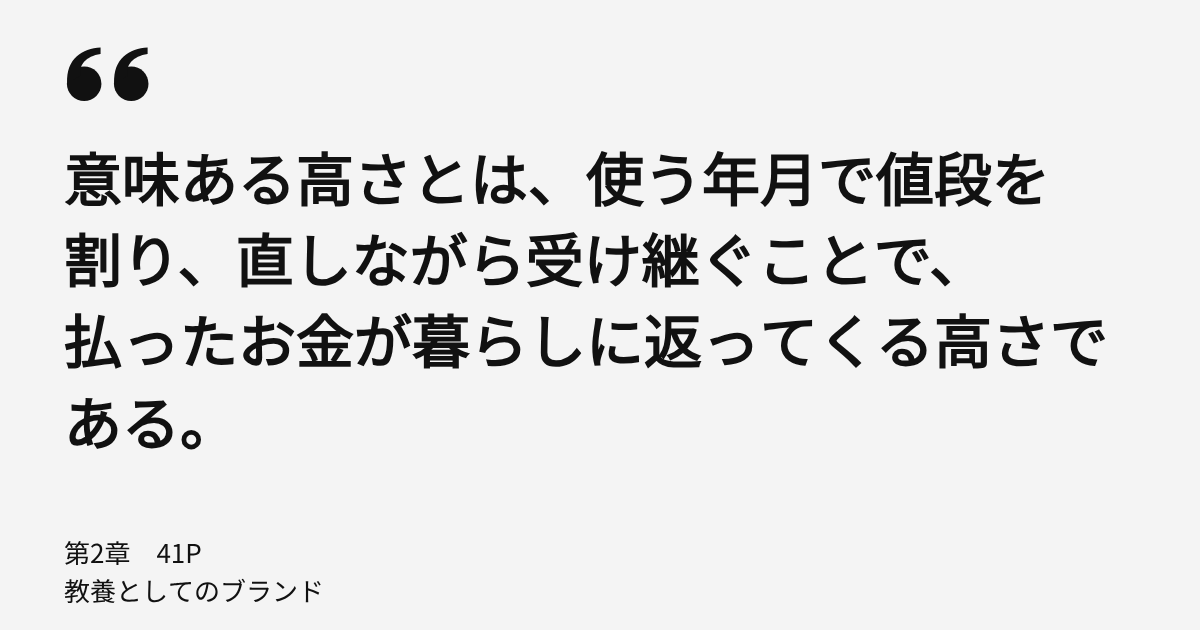 “
意味ある高さとは、使う年月で値段を
割り、直しながら受け継ぐことで、
払ったお金が暮らしに返ってくる高さで
ある。
第2章　41P
教養としてのブランド